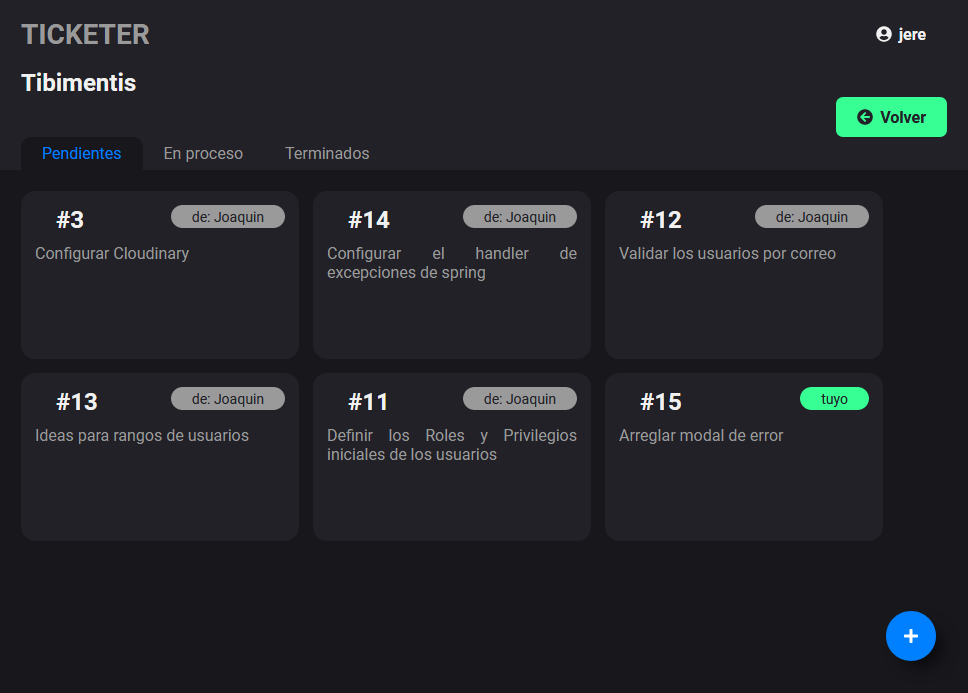 TICKETER
jere
Tibimentis
Volver
Pendientes En proceso Terminados
#3 de: Joaquin
Configurar Cloudinary
#14 de: Joaquin
Configurar el handler de
excepciones de spring
#12 de: Joaquin
Validar los usuarios por correo
#13 de: Joaquin
Ideas para rangos de usuarios
#11 de: Joaquin
Definir los Roles y Privilegios
iniciales de los usuarios
#15 tuyo
Arreglar modal de error
+